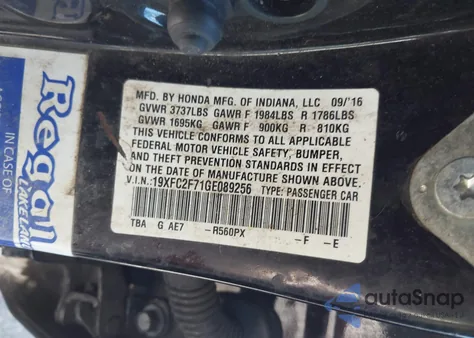 MFD. BY HONDA MFG. OF INDIANA, LLC 09/'16
GVWR 3737LBS GAWR F 1984LBS R 1786LBS
GVWR 1695KG GAWR F 900KG R 810KG
THIS VEHICLE CONFORMS TO ALL APPLICABLE
FEDERAL MOTOR VEHICLE SAFETY, BUMPER,
AND THEFT PREVENTION STANDARDS IN EFFECT
ON THE DATE OF MANUFACTURE SHOWN ABOVE.
V.I.N.: 19XFC2F71GE089256 TYPE: PASSENGER CAR
TBA G AE7 -R560PX -F -E
Regal
LAKELAND
IN CASE OF
autoSnap